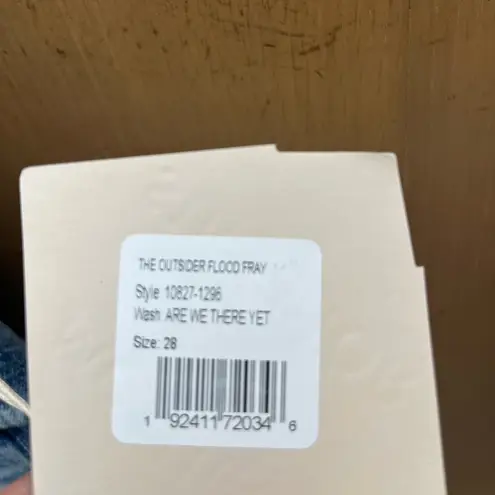 THE OUTSIDER FLOOD FRAY
Style 10827-1296
Wash ARE WE THERE YET
Size: 28
1 92411 72034 6